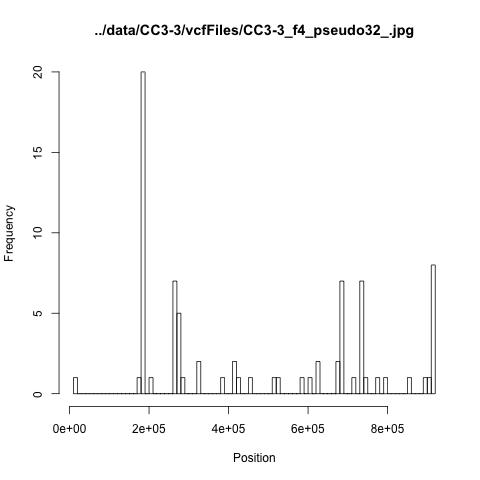 ../data/CC3-3/vcfFiles/CC3-3_f4_pseudo32_.jpg
20
15
10
5
0
Frequency
0e+00 2e+05 4e+05 6e+05 8e+05
Position